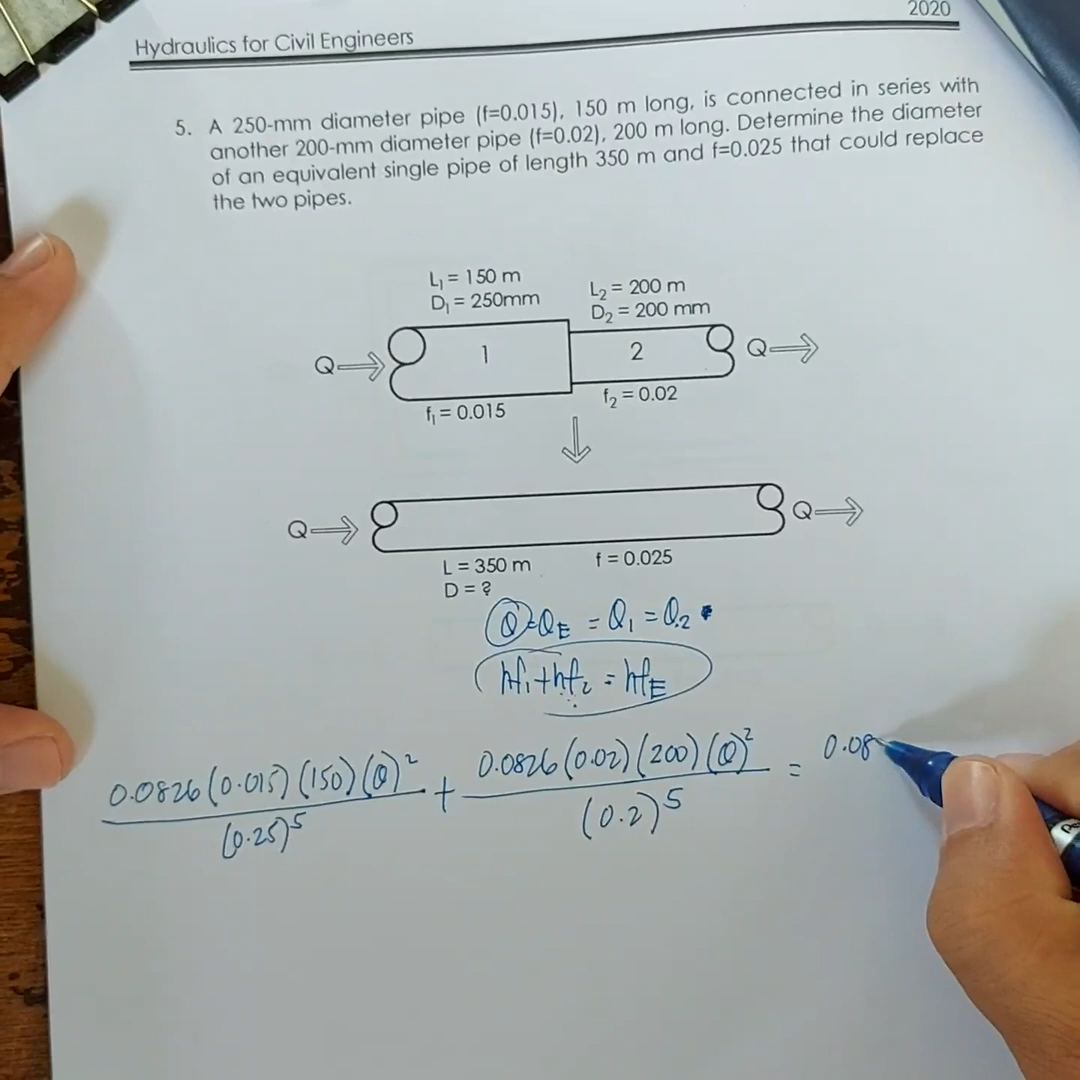 2020
Hydraulics for Civil Engineers
5. A 250-mm diameter pipe (f=0.015), 150 m long, is connected in series with
another 200-mm diameter pipe (f=0.02), 200 m long. Determine the diameter
of an equivalent single pipe of length 350 m and f=0.025 that could replace
the two pipes.
L₁ = 150 m
D₁ = 250mm
L₂ = 200 m
D₂ = 200 mm
Q
1
2
Q
f₁ = 0.015
f₂ = 0.02
Q
Q
L = 350 m
f = 0.025
D = ?
Q=Q_E = Q₁ = Q₂
hf₁+hf₂ = hf_E
0.0826(0.015)(150)(Q)² / (0.25)⁵ + 0.0826(0.02)(200)(Q)² / (0.2)⁵ = 0.08